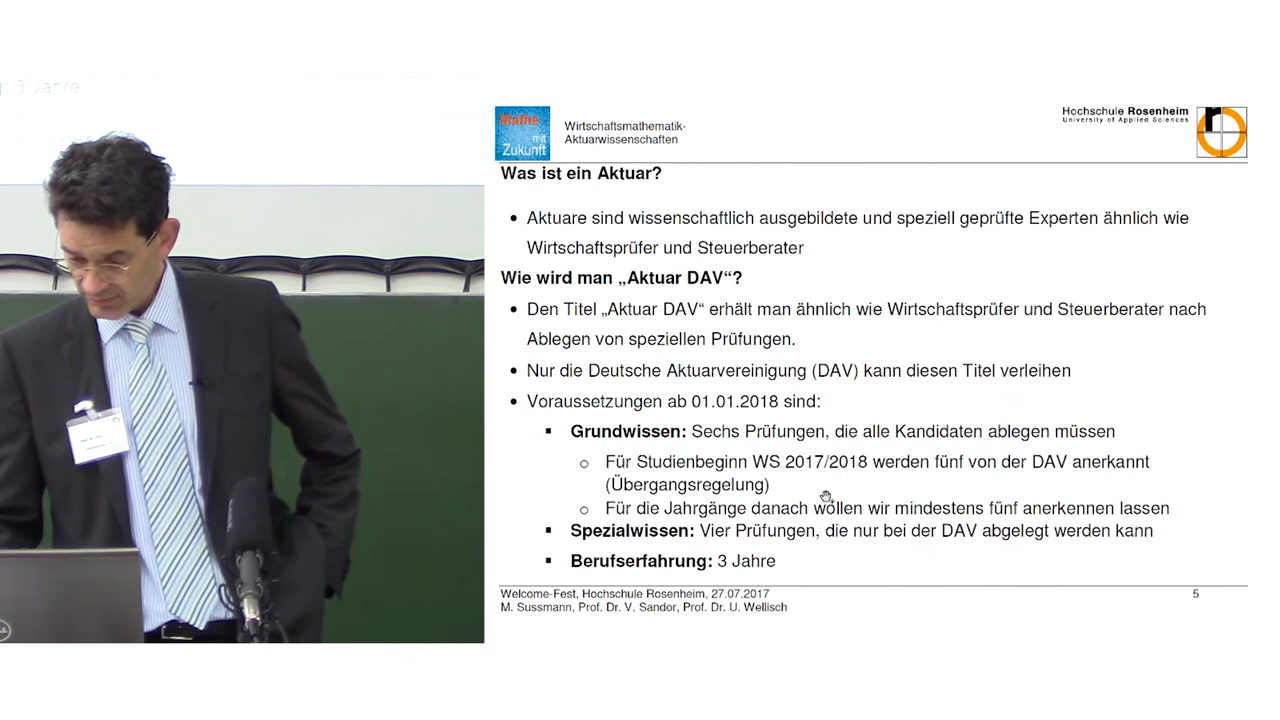 : 3 Jahre
Mathe
mit
Zukunft
Wirtschaftsmathematik-
Aktuarwissenschaften
Hochschule Rosenheim
University of Applied Sciences
r
Was ist ein Aktuar?
• Aktuare sind wissenschaftlich ausgebildete und speziell geprüfte Experten ähnlich wie
Wirtschaftsprüfer und Steuerberater
Wie wird man „Aktuar DAV“?
• Den Titel „Aktuar DAV“ erhält man ähnlich wie Wirtschaftsprüfer und Steuerberater nach
Ablegen von speziellen Prüfungen.
• Nur die Deutsche Aktuarvereinigung (DAV) kann diesen Titel verleihen
• Voraussetzungen ab 01.01.2018 sind:
▪ Grundwissen: Sechs Prüfungen, die alle Kandidaten ablegen müssen
o Für Studienbeginn WS 2017/2018 werden fünf von der DAV anerkannt
(Übergangsregelung)
o Für die Jahrgänge danach wollen wir mindestens fünf anerkennen lassen
▪ Spezialwissen: Vier Prüfungen, die nur bei der DAV abgelegt werden kann
▪ Berufserfahrung: 3 Jahre
Welcome-Fest, Hochschule Rosenheim, 27.07.2017
M. Sussmann, Prof. Dr. V. Sandor, Prof. Dr. U. Wellisch
5